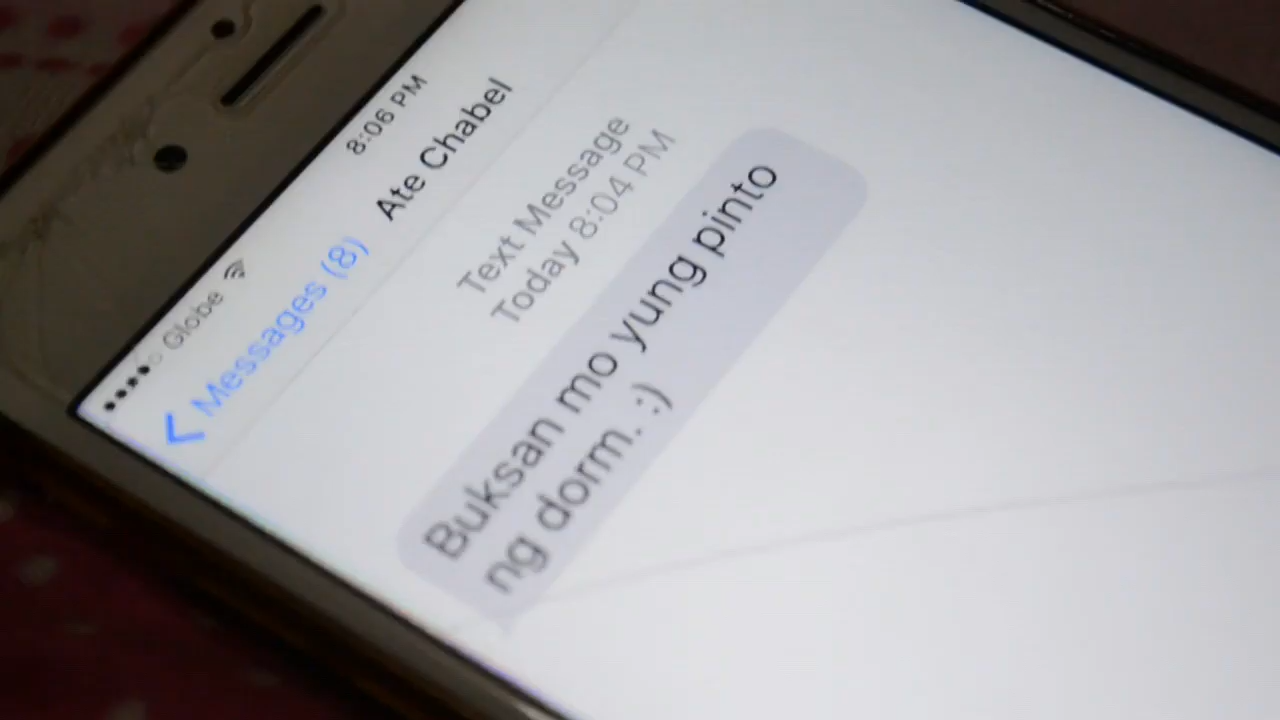 Globe 8:06 PM
Messages (8) Ate Chabel
Text Message
Today 8:04 PM
Buksan mo yung pinto
ng dorm. :)